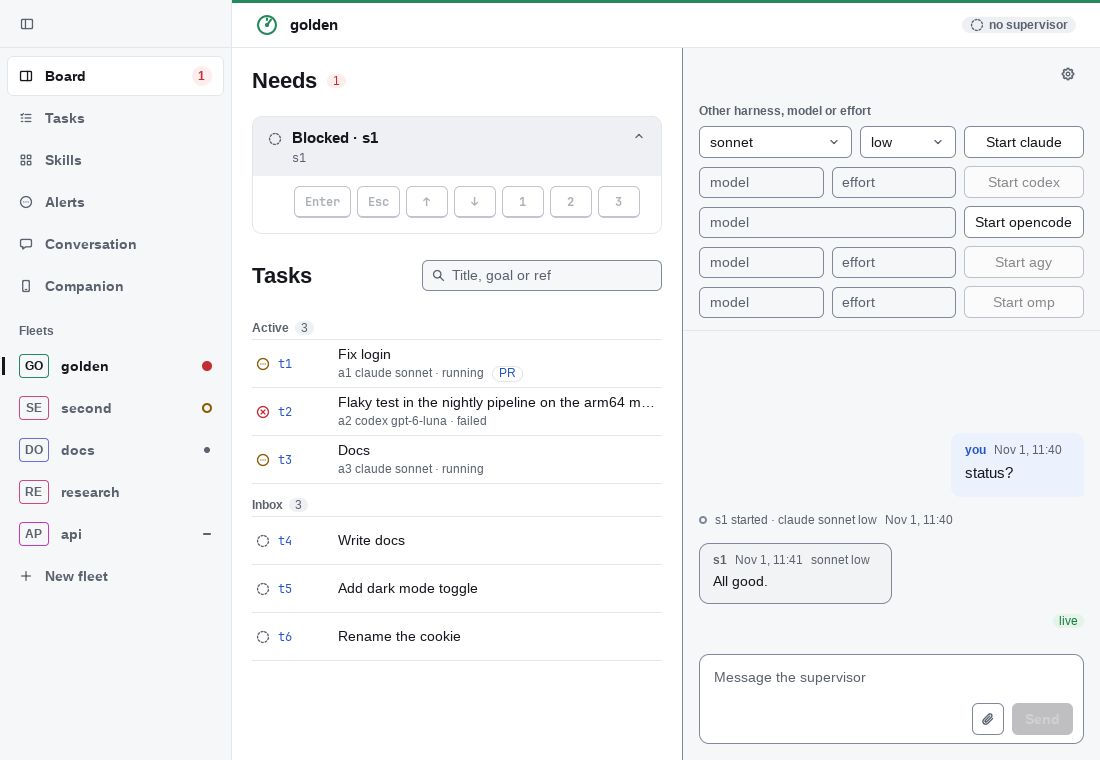 golden
no supervisor
Board
1
Tasks
Skills
Alerts
Conversation
Companion
Fleets
GO golden
SE second
DO docs
RE research
AP api
New fleet
Needs 1
Blocked · s1
s1
Enter Esc ↑ ↓ 1 2 3
Tasks
Title, goal or ref
Active 3
t1 Fix login
a1 claude sonnet · running PR
t2 Flaky test in the nightly pipeline on the arm64 m…
a2 codex gpt-6-luna · failed
t3 Docs
a3 claude sonnet · running
Inbox 3
t4 Write docs
t5 Add dark mode toggle
t6 Rename the cookie
Other harness, model or effort
sonnet low Start claude
model effort Start codex
model Start opencode
model effort Start agy
model effort Start omp
you Nov 1, 11:40
status?
s1 started · claude sonnet low Nov 1, 11:40
s1 Nov 1, 11:41 sonnet low
All good.
live
Message the supervisor
Send